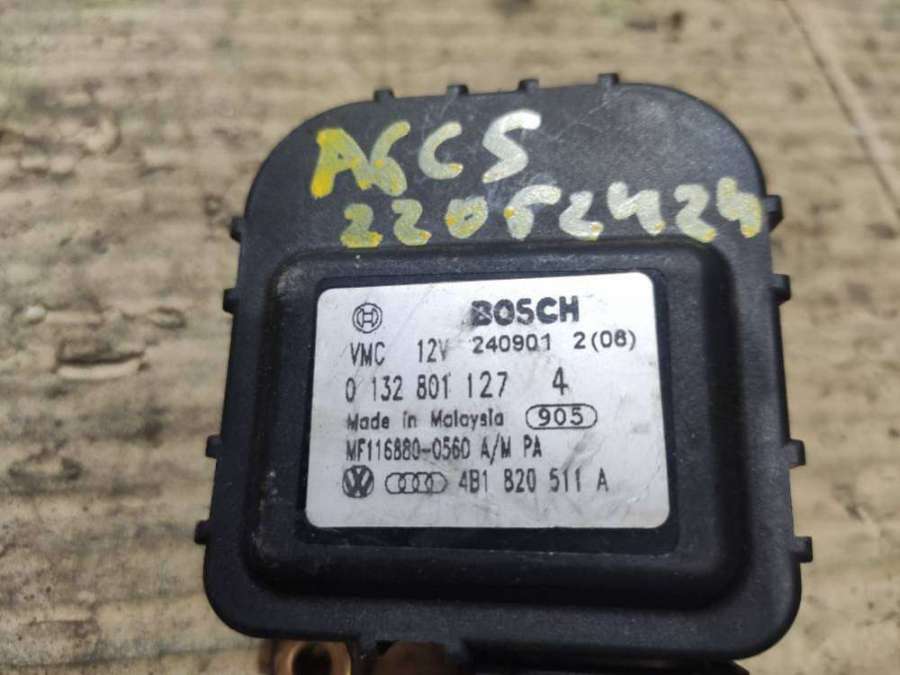 A6C5
22052424
BOSCH
VMC 12V 240901 2(06)
0 132 801 127 4
Made in Malaysia 905
MF116880-0560 A/M PA
4B1 820 511 A